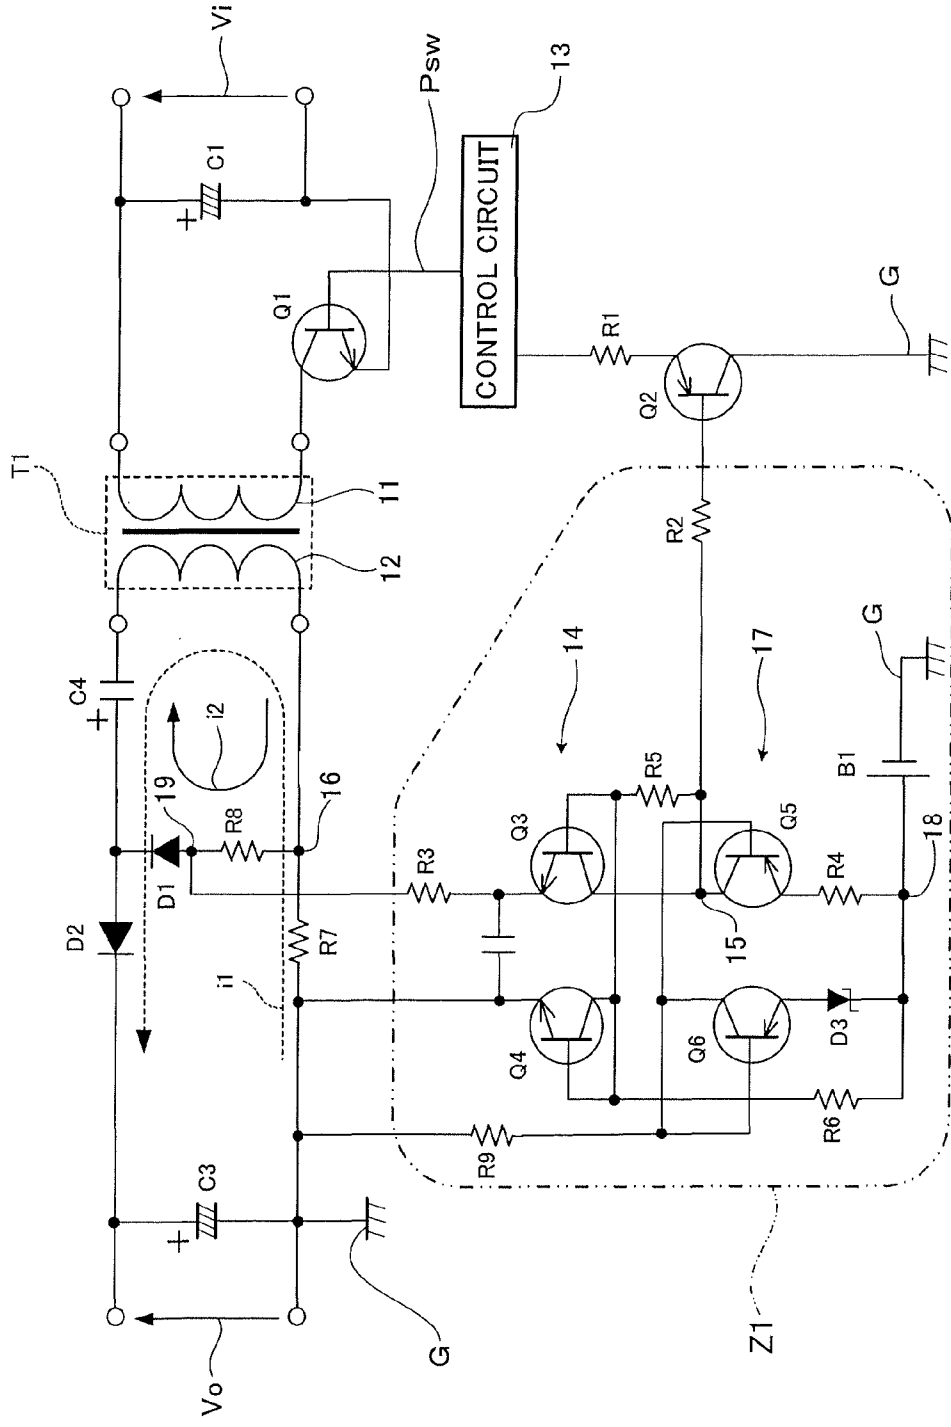 Vi
C1
+
Psw
13
CONTROL CIRCUIT
Q1
T1
11
12
R1
G
Q2
R2
C4
+
i2
19
R8
16
D1
D2
R7
i1
14
17
R5
R3
Q3
Q5
R4
B1
G
18
15
Q4
Q6
D3
R6
R9
C3
+
G
Vo
Z1